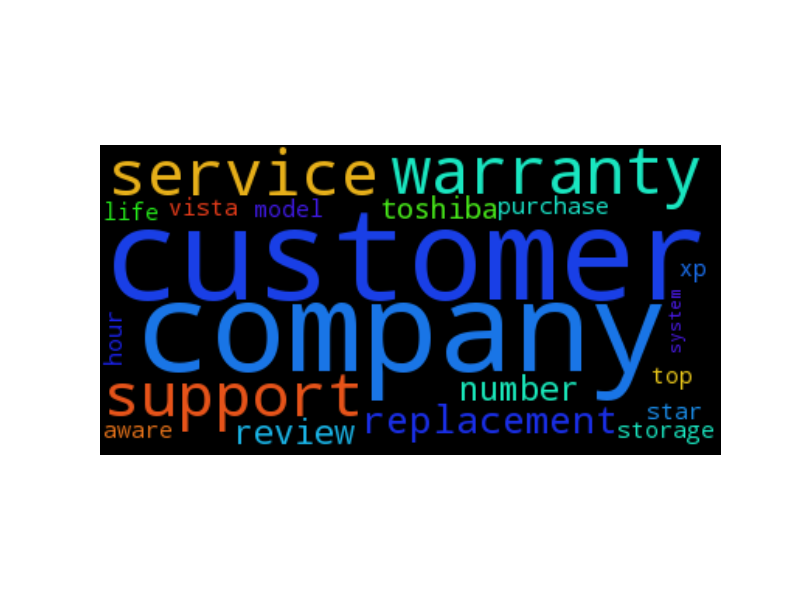 service warranty
life vista model toshiba purchase
customer
xp
company
hour
system
support number top
replacement star
aware review storage